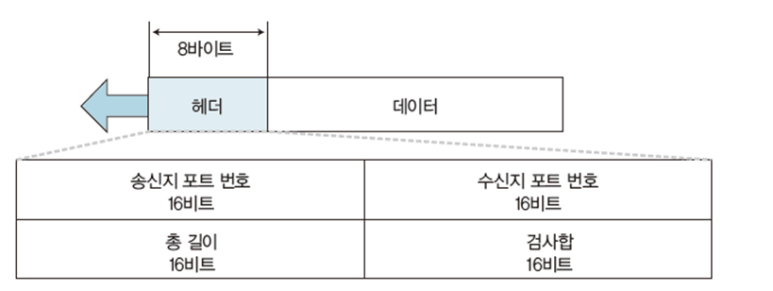 8바이트
헤더
데이터
송신지 포트 번호
16비트
수신지 포트 번호
16비트
총 길이
16비트
검사합
16비트